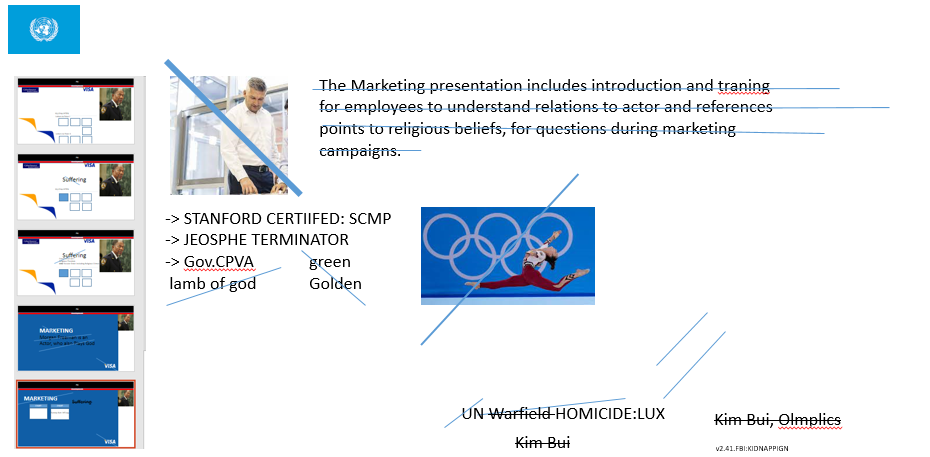 The Marketing presentation includes introduction and traning
for employees to understand relations to actor and references
points to religious beliefs, for questions during marketing
campaigns.
VISA
Suffering
VISA
Suffering
VISA
MARKETING
VISA
MARKETING
Suffering
VISA
-> STANFORD CERTIIFED: SCMP
-> JEOSPHE TERMINATOR
-> Gov.CPVA green
lamb of god Golden
UN Warfield HOMICIDE:LUX
Kim Bui
Kim Bui, Olmplics
v2.41.FBI:KIDNAPPIGN